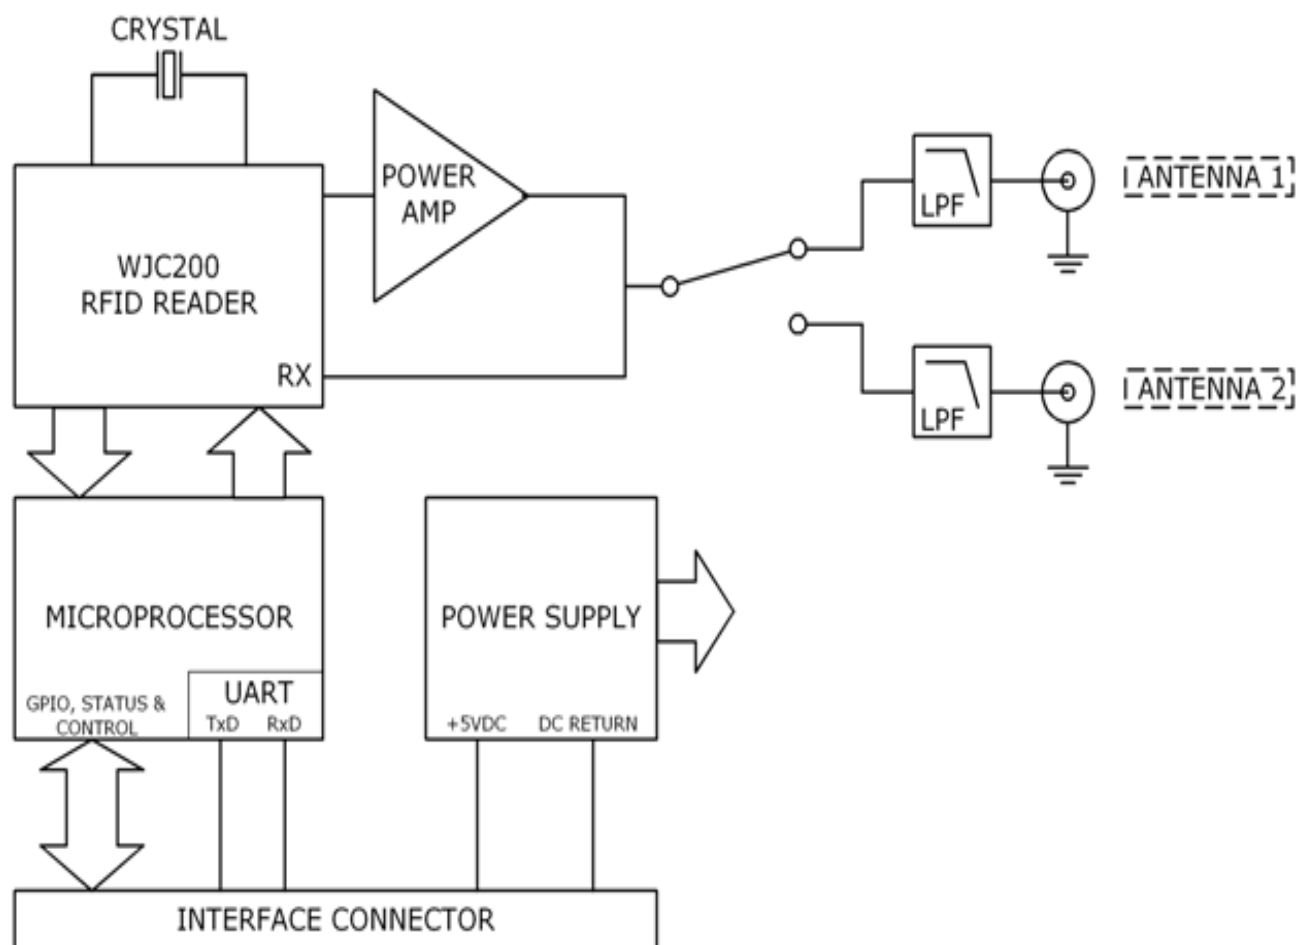 CRYSTAL
POWER
AMP
WJC200
RFID READER
RX
LPF
ANTENNA 1
LPF
ANTENNA 2
MICROPROCESSOR
GPIO, STATUS &
CONTROL
UART
TxD RxD
POWER SUPPLY
+5VDC DC RETURN
INTERFACE CONNECTOR